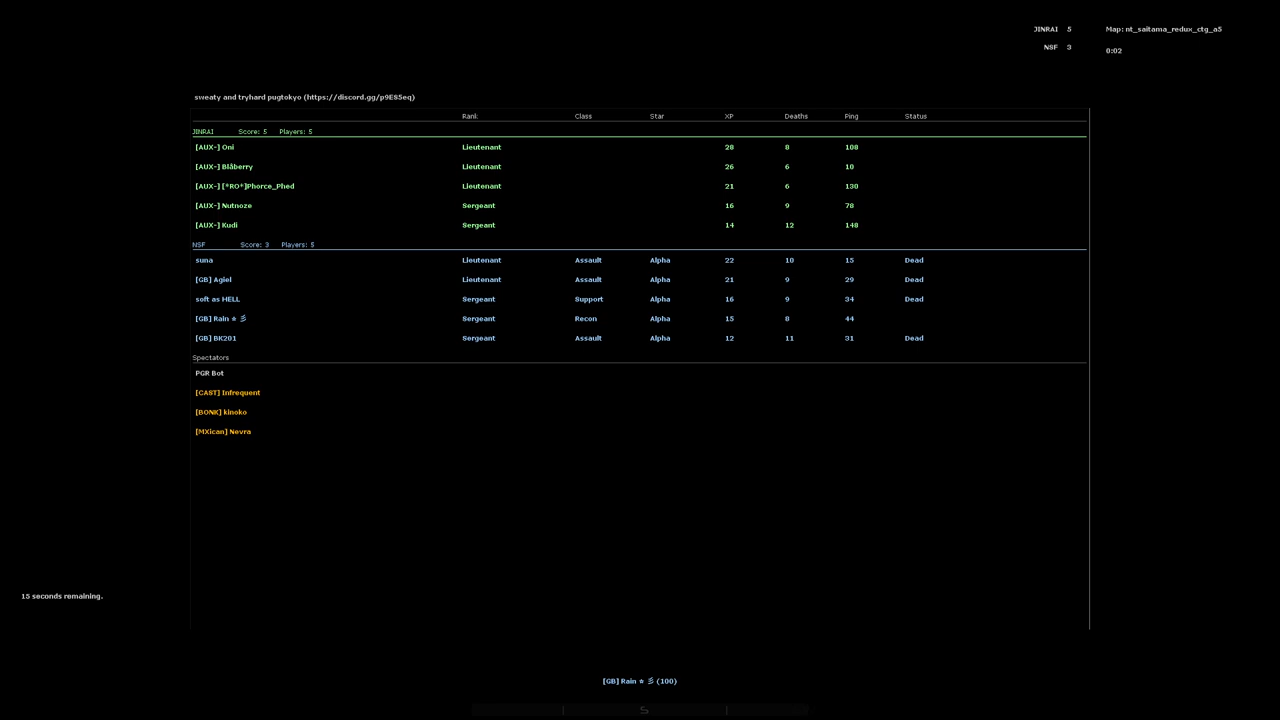 JINRAI 5 Map: nt_saitama_redux_ctg_a5
NSF 3 0:02
sweaty and tryhard pugtokyo (https://discord.gg/p9E85eq)
Rank: Class Star XP Deaths Ping Status
JINRAI Score: 5 Players: 5
[AUX-] Oni Lieutenant 28 8 108
[AUX-] Blåberry Lieutenant 26 6 10
[AUX-] [*RO*]Phorce_Phed Lieutenant 21 6 130
[AUX-] Nutnoze Sergeant 16 9 78
[AUX-] Kudi Sergeant 14 12 148
NSF Score: 3 Players: 5
suna Lieutenant Assault Alpha 22 10 15 Dead
[GB] Agiel Lieutenant Assault Alpha 21 9 29 Dead
soft as HELL Sergeant Support Alpha 16 9 34 Dead
[GB] Rain ☆ 彡 Sergeant Recon Alpha 15 8 44
[GB] BK201 Sergeant Assault Alpha 12 11 31 Dead
Spectators
PGR Bot
[CAST] Infrequent
[BONK] kinoko
[MXican] Nevra
15 seconds remaining.
[GB] Rain ☆ 彡 (100)